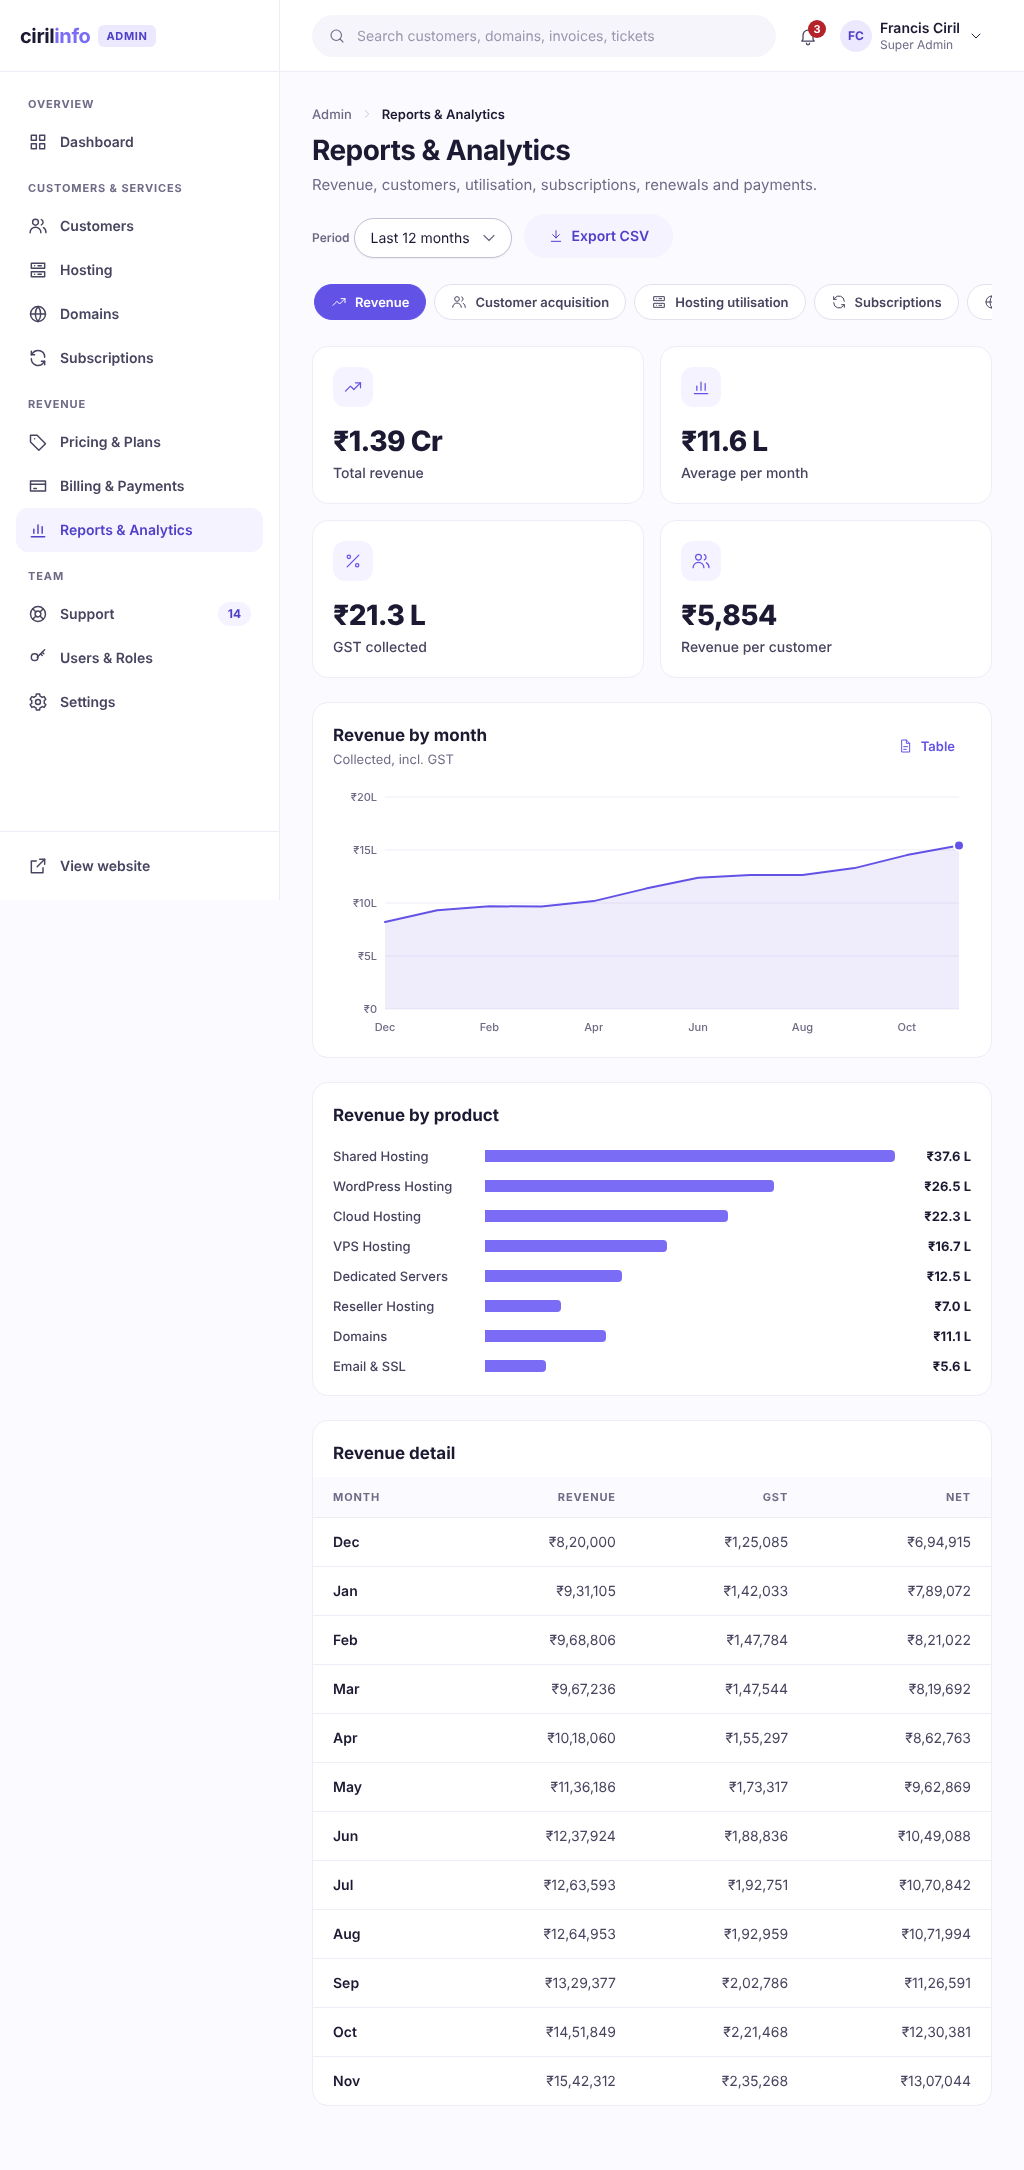 cirilinfo ADMIN
Search customers, domains, invoices, tickets
3
FC
Francis Ciril
Super Admin
OVERVIEW
Dashboard
CUSTOMERS & SERVICES
Customers
Hosting
Domains
Subscriptions
REVENUE
Pricing & Plans
Billing & Payments
Reports & Analytics
TEAM
Support 14
Users & Roles
Settings
View website
Admin Reports & Analytics
Reports & Analytics
Revenue, customers, utilisation, subscriptions, renewals and payments.
Period Last 12 months Export CSV
Revenue Customer acquisition Hosting utilisation Subscriptions
₹1.39 Cr
Total revenue
₹11.6 L
Average per month
₹21.3 L
GST collected
₹5,854
Revenue per customer
Revenue by month
Collected, incl. GST
Table
₹20L
₹15L
₹10L
₹5L
₹0
Dec Feb Apr Jun Aug Oct
Revenue by product
Shared Hosting ₹37.6 L
WordPress Hosting ₹26.5 L
Cloud Hosting ₹22.3 L
VPS Hosting ₹16.7 L
Dedicated Servers ₹12.5 L
Reseller Hosting ₹7.0 L
Domains ₹11.1 L
Email & SSL ₹5.6 L
Revenue detail
MONTH REVENUE GST NET
Dec ₹8,20,000 ₹1,25,085 ₹6,94,915
Jan ₹9,31,105 ₹1,42,033 ₹7,89,072
Feb ₹9,68,806 ₹1,47,784 ₹8,21,022
Mar ₹9,67,236 ₹1,47,544 ₹8,19,692
Apr ₹10,18,060 ₹1,55,297 ₹8,62,763
May ₹11,36,186 ₹1,73,317 ₹9,62,869
Jun ₹12,37,924 ₹1,88,836 ₹10,49,088
Jul ₹12,63,593 ₹1,92,751 ₹10,70,842
Aug ₹12,64,953 ₹1,92,959 ₹10,71,994
Sep ₹13,29,377 ₹2,02,786 ₹11,26,591
Oct ₹14,51,849 ₹2,21,468 ₹12,30,381
Nov ₹15,42,312 ₹2,35,268 ₹13,07,044